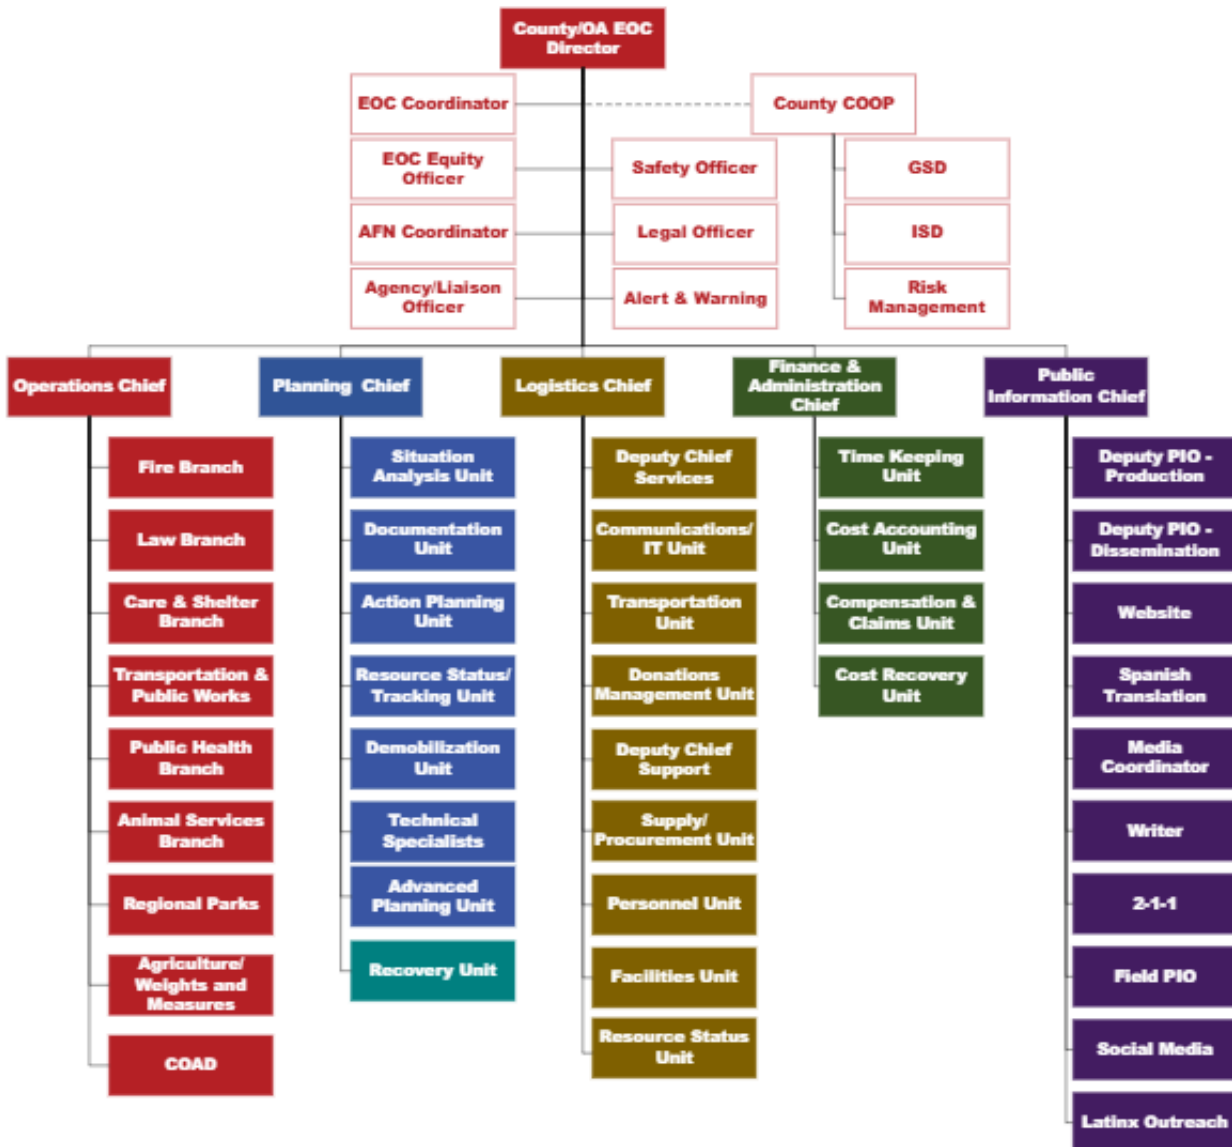 County/OA EOC
Director
EOC Coordinator
County COOP
EOC Equity
Officer
Safety Officer
GSD
AFN Coordinator
Legal Officer
ISD
Agency/Liaison
Officer
Alert & Warning
Risk
Management
Operations Chief
Planning Chief
Logistics Chief
Finance &
Administration
Chief
Public
Information Chief
Fire Branch
Law Branch
Care & Shelter
Branch
Transportation &
Public Works
Public Health
Branch
Animal Services
Branch
Regional Parks
Agriculture/
Weights and
Measures
COAD
Situation
Analysis Unit
Documentation
Unit
Action Planning
Unit
Resource Status/
Tracking Unit
Demobilization
Unit
Technical
Specialists
Advanced
Planning Unit
Recovery Unit
Deputy Chief
Services
Communications/
IT Unit
Transportation
Unit
Donations
Management Unit
Deputy Chief
Support
Supply/
Procurement Unit
Personnel Unit
Facilities Unit
Resource Status
Unit
Time Keeping
Unit
Cost Accounting
Unit
Compensation &
Claims Unit
Cost Recovery
Unit
Deputy PIO -
Production
Deputy PIO -
Dissemination
Website
Spanish
Translation
Media
Coordinator
Writer
2-1-1
Field PIO
Social Media
Latinx Outreach